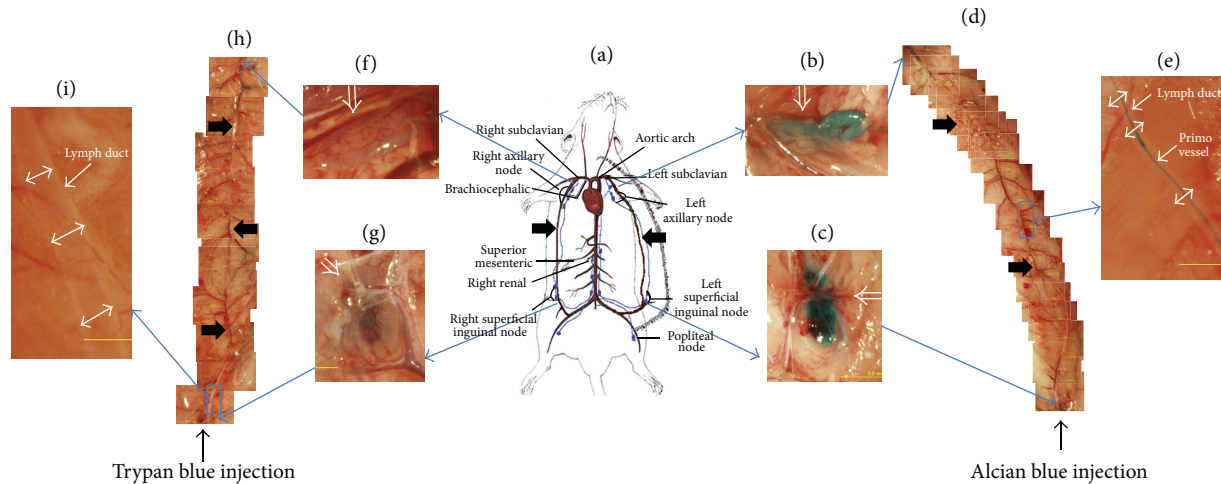 (i)
Lymph duct
(h)
(f)
(g)
(a)
Right subclavian
Right axillary
node
Brachiocephalic
Superior
mesenteric
Right renal
Right superficial
inguinal node
Aortic arch
Left subclavian
Left
axillary node
Left
superficial
inguinal node
Popliteal
node
(b)
(c)
(d)
(e)
Lymph duct
Primo
vessel
Trypan blue injection
Alcian blue injection